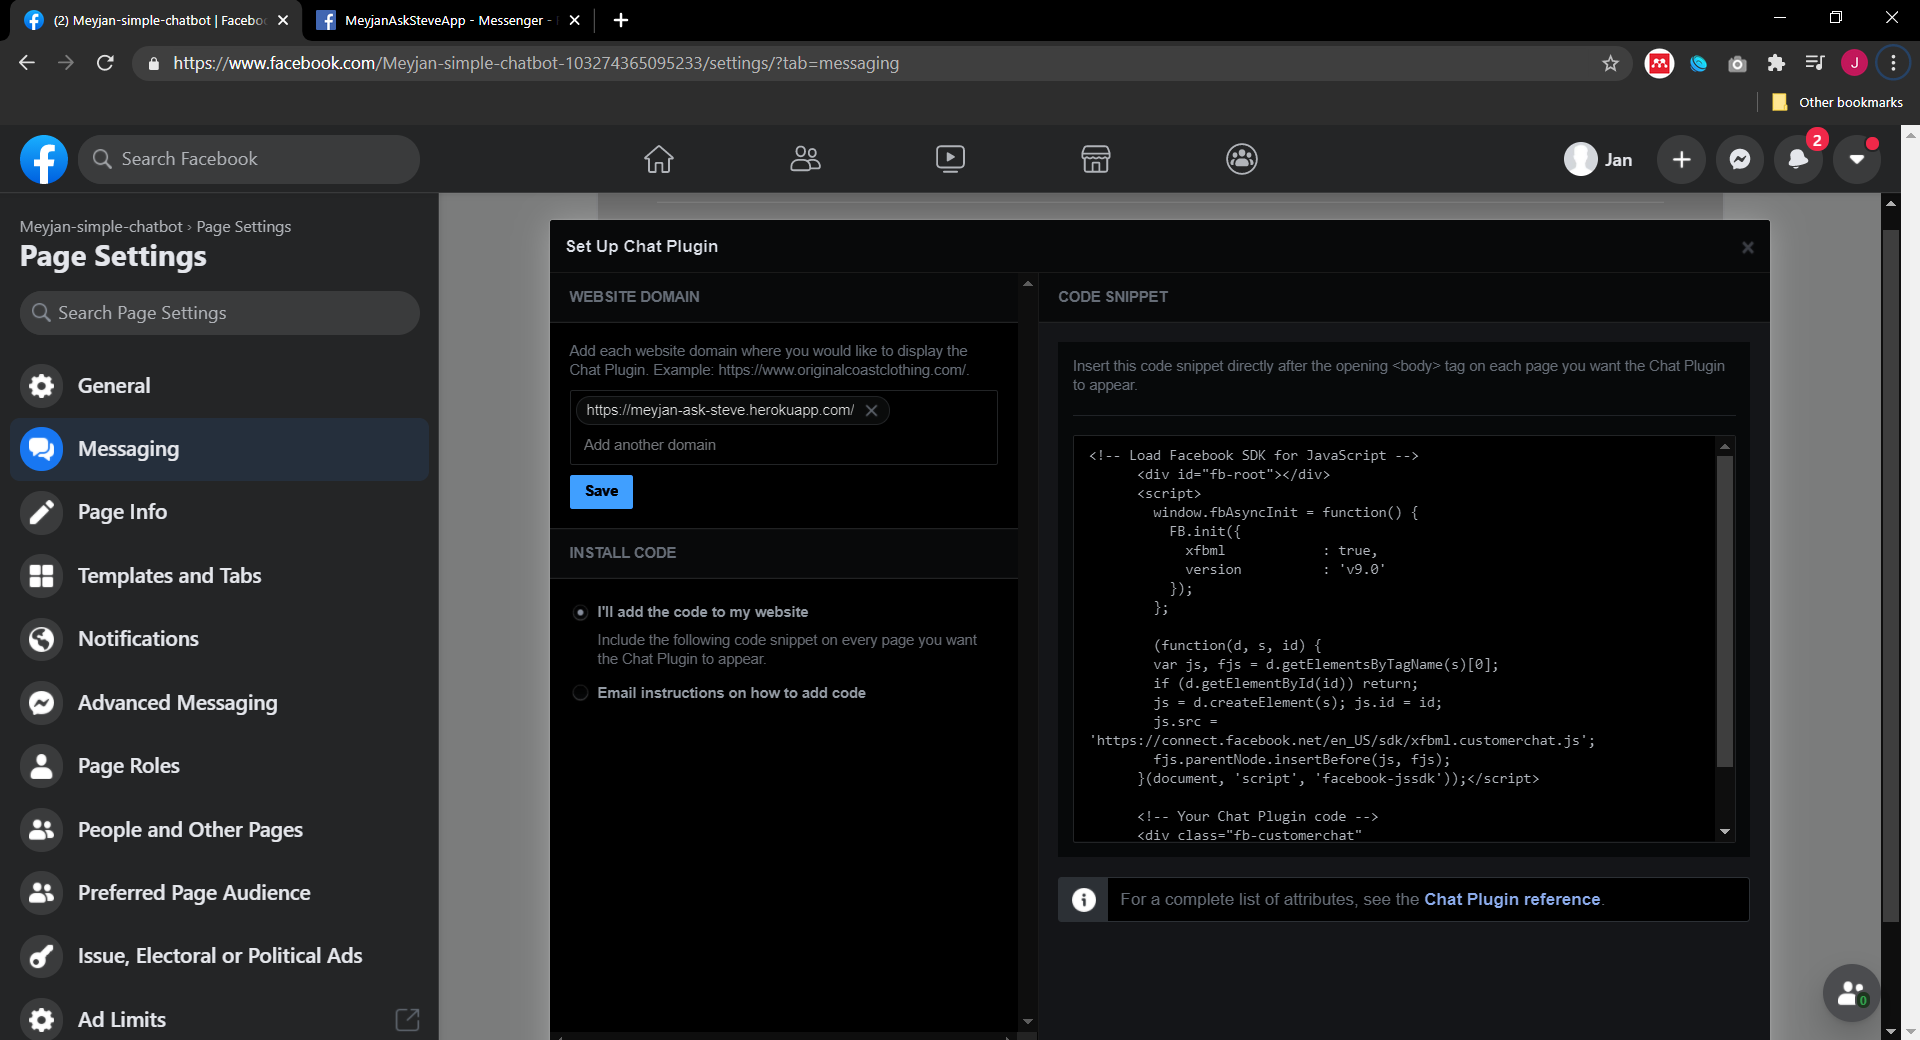 (2) Meyjan-simple-chatbot | Facebo
MeyjanAskSteveApp - Messenger -
https://www.facebook.com/Meyjan-simple-chatbot-103274365095233/settings/?tab=messaging
J
Other bookmarks
Search Facebook
Jan
2
Meyjan-simple-chatbot › Page Settings
Page Settings
Search Page Settings
General
Messaging
Page Info
Templates and Tabs
Notifications
Advanced Messaging
Page Roles
People and Other Pages
Preferred Page Audience
Issue, Electoral or Political Ads
Ad Limits
Set Up Chat Plugin
WEBSITE DOMAIN
Add each website domain where you would like to display the
Chat Plugin. Example: https://www.originalcoastclothing.com/.
https://meyjan-ask-steve.herokuapp.com/
Add another domain
Save
INSTALL CODE
I'll add the code to my website
Include the following code snippet on every page you want
the Chat Plugin to appear.
Email instructions on how to add code
CODE SNIPPET
Insert this code snippet directly after the opening <body> tag on each page you want the Chat Plugin
to appear.
<!-- Load Facebook SDK for JavaScript -->
<div id="fb-root"></div>
<script>
window.fbAsyncInit = function() {
FB.init({
xfbml : true,
version : 'v9.0'
});
};
(function(d, s, id) {
var js, fjs = d.getElementsByTagName(s)[0];
if (d.getElementById(id)) return;
js = d.createElement(s); js.id = id;
js.src =
'https://connect.facebook.net/en_US/sdk/xfbml.customerchat.js';
fjs.parentNode.insertBefore(js, fjs);
}(document, 'script', 'facebook-jssdk'));</script>
<!-- Your Chat Plugin code -->
<div class="fb-customerchat"
For a complete list of attributes, see the Chat Plugin reference.
0